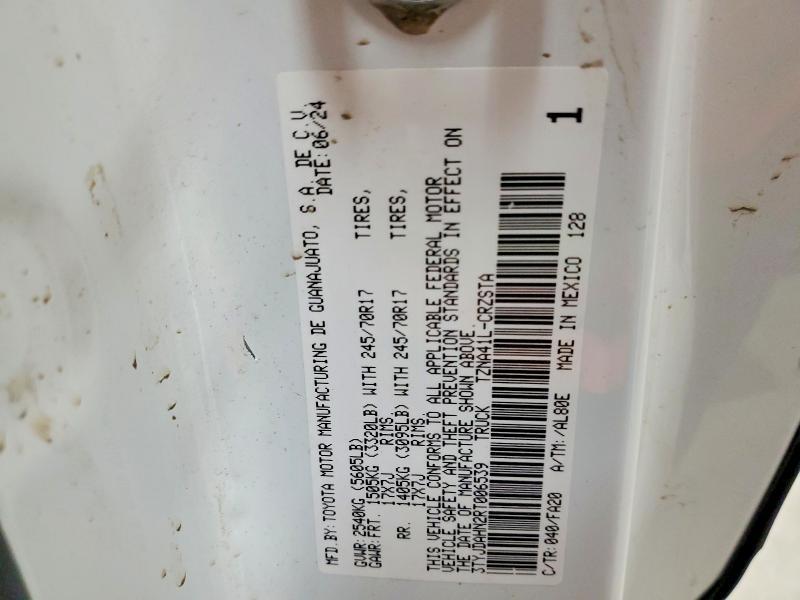 MFD.BY: TOYOTA MOTOR MANUFACTURING DE GUANAJUATO, S.A. DE C.V.
DATE: 06/24
GVWR: 2540KG (5605LB)
GAWR: FRT. 1505KG (3320LB) WITH 245/70R17 TIRES,
17X7J RIMS
RR. 1405KG (3095LB) WITH 245/70R17 TIRES,
17X7J RIMS
THIS VEHICLE CONFORMS TO ALL APPLICABLE FEDERAL MOTOR
VEHICLE SAFETY AND THEFT PREVENTION STANDARDS IN EFFECT ON
THE DATE OF MANUFACTURE SHOWN ABOVE.
3TYJDAHN2RT006539 TRUCK TZNA41L-CRZSTA
1
C/TR: 040/FA20 A/TM: /AL80E MADE IN MEXICO 128